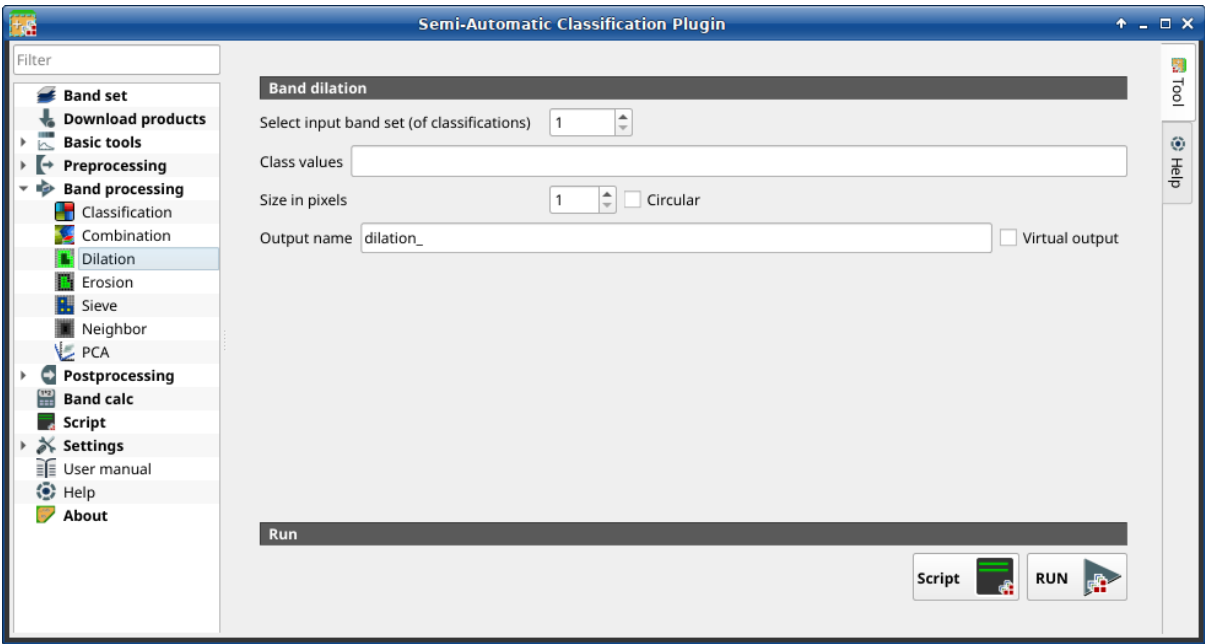 Semi-Automatic Classification Plugin
Filter
Band set
Download products
Basic tools
Preprocessing
Band processing
Classification
Combination
Dilation
Erosion
Sieve
Neighbor
PCA
Postprocessing
Band calc
Script
Settings
User manual
Help
About
Band dilation
Select input band set (of classifications) 1
Class values
Size in pixels 1 Circular
Output name dilation_ Virtual output
Run
Script RUN
Tool
Help